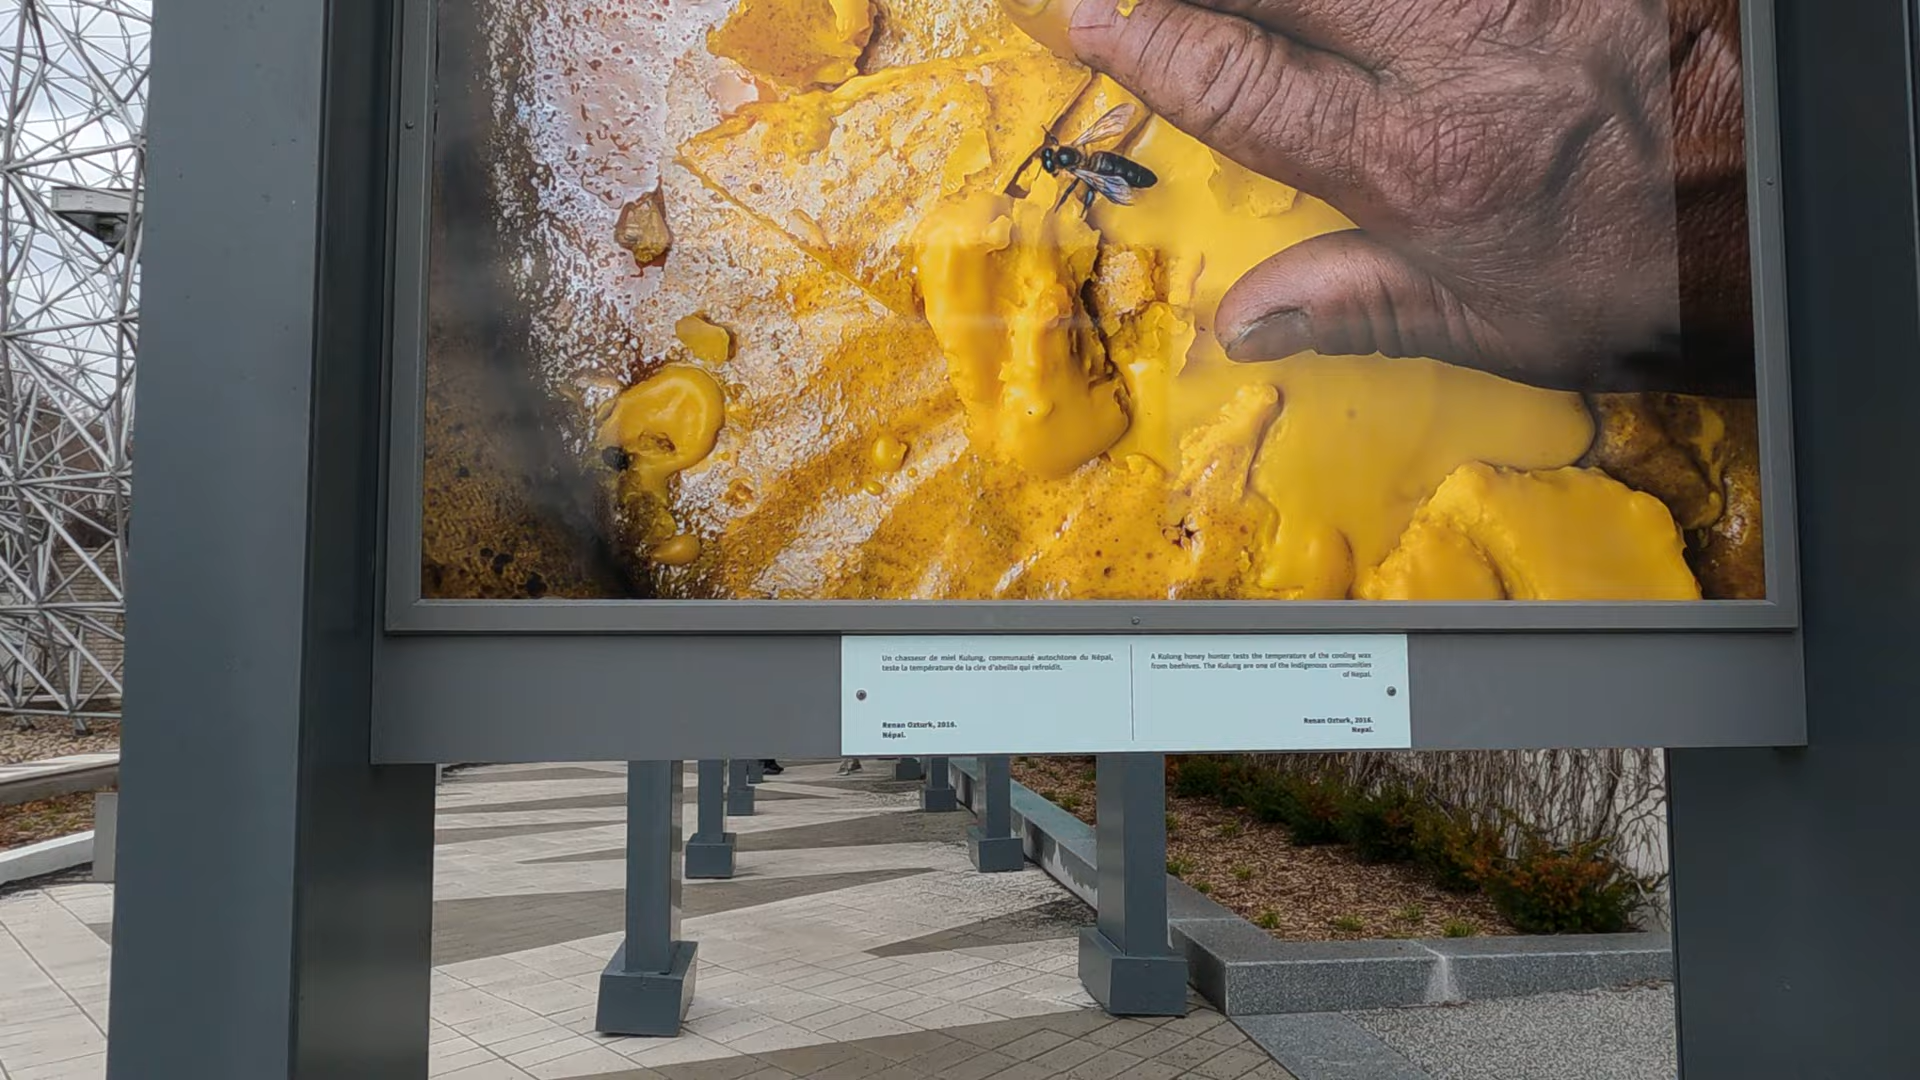 Un chasseur de miel Kulung, communauté autochtone du Népal,
teste la température de la cire d'abeille qui refroidit.
Renan Ozturk, 2016.
Népal.
A Kulung honey hunter tests the temperature of the cooling wax
from beehives. The Kulung are one of the indigenous communities
of Nepal.
Renan Ozturk, 2016.
Nepal.